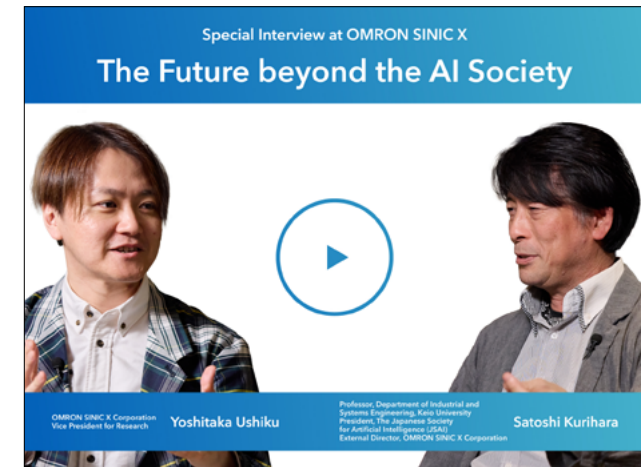 Special Interview at OMRON SINIC X
The Future beyond the AI Society
OMRON SINIC X Corporation
Vice President for Research
Yoshitaka Ushiku
Professor, Department of Industrial and
Systems Engineering, Keio University
President, The Japanese Society
for Artificial Intelligence (JSAI)
External Director, OMRON SINIC X Corporation
Satoshi Kurihara